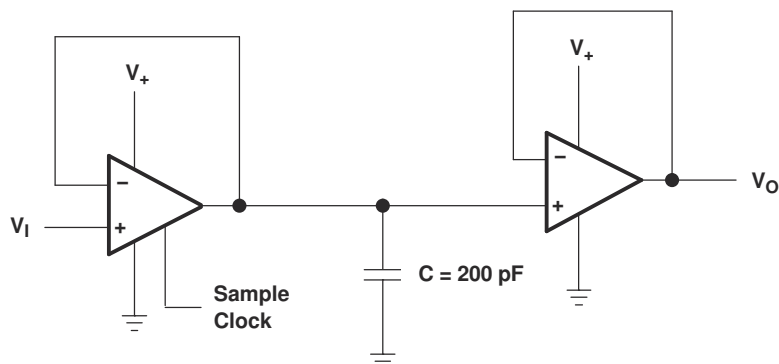 V+
V+
−
+
VI
−
+
VO
C = 200 pF
Sample
Clock